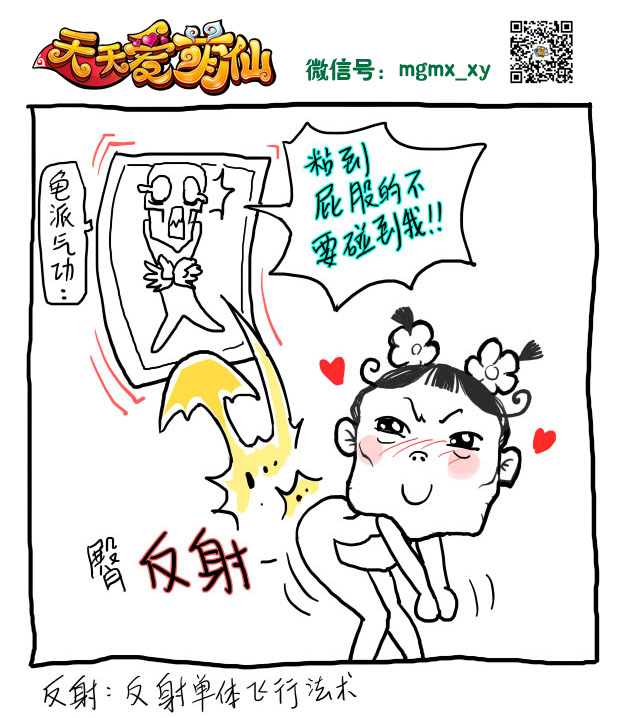 天天爱萌仙
微信号：mgmx_xy
龟派气功：
粘到
屁股的不
要碰到我!!
臀 反射
反射：反射单体飞行法术